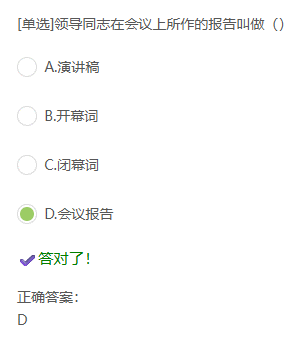 [单选]领导同志在会议上所作的报告叫做（）
A.演讲稿
B.开幕词
C.闭幕词
D.会议报告
答对了！
正确答案：
D